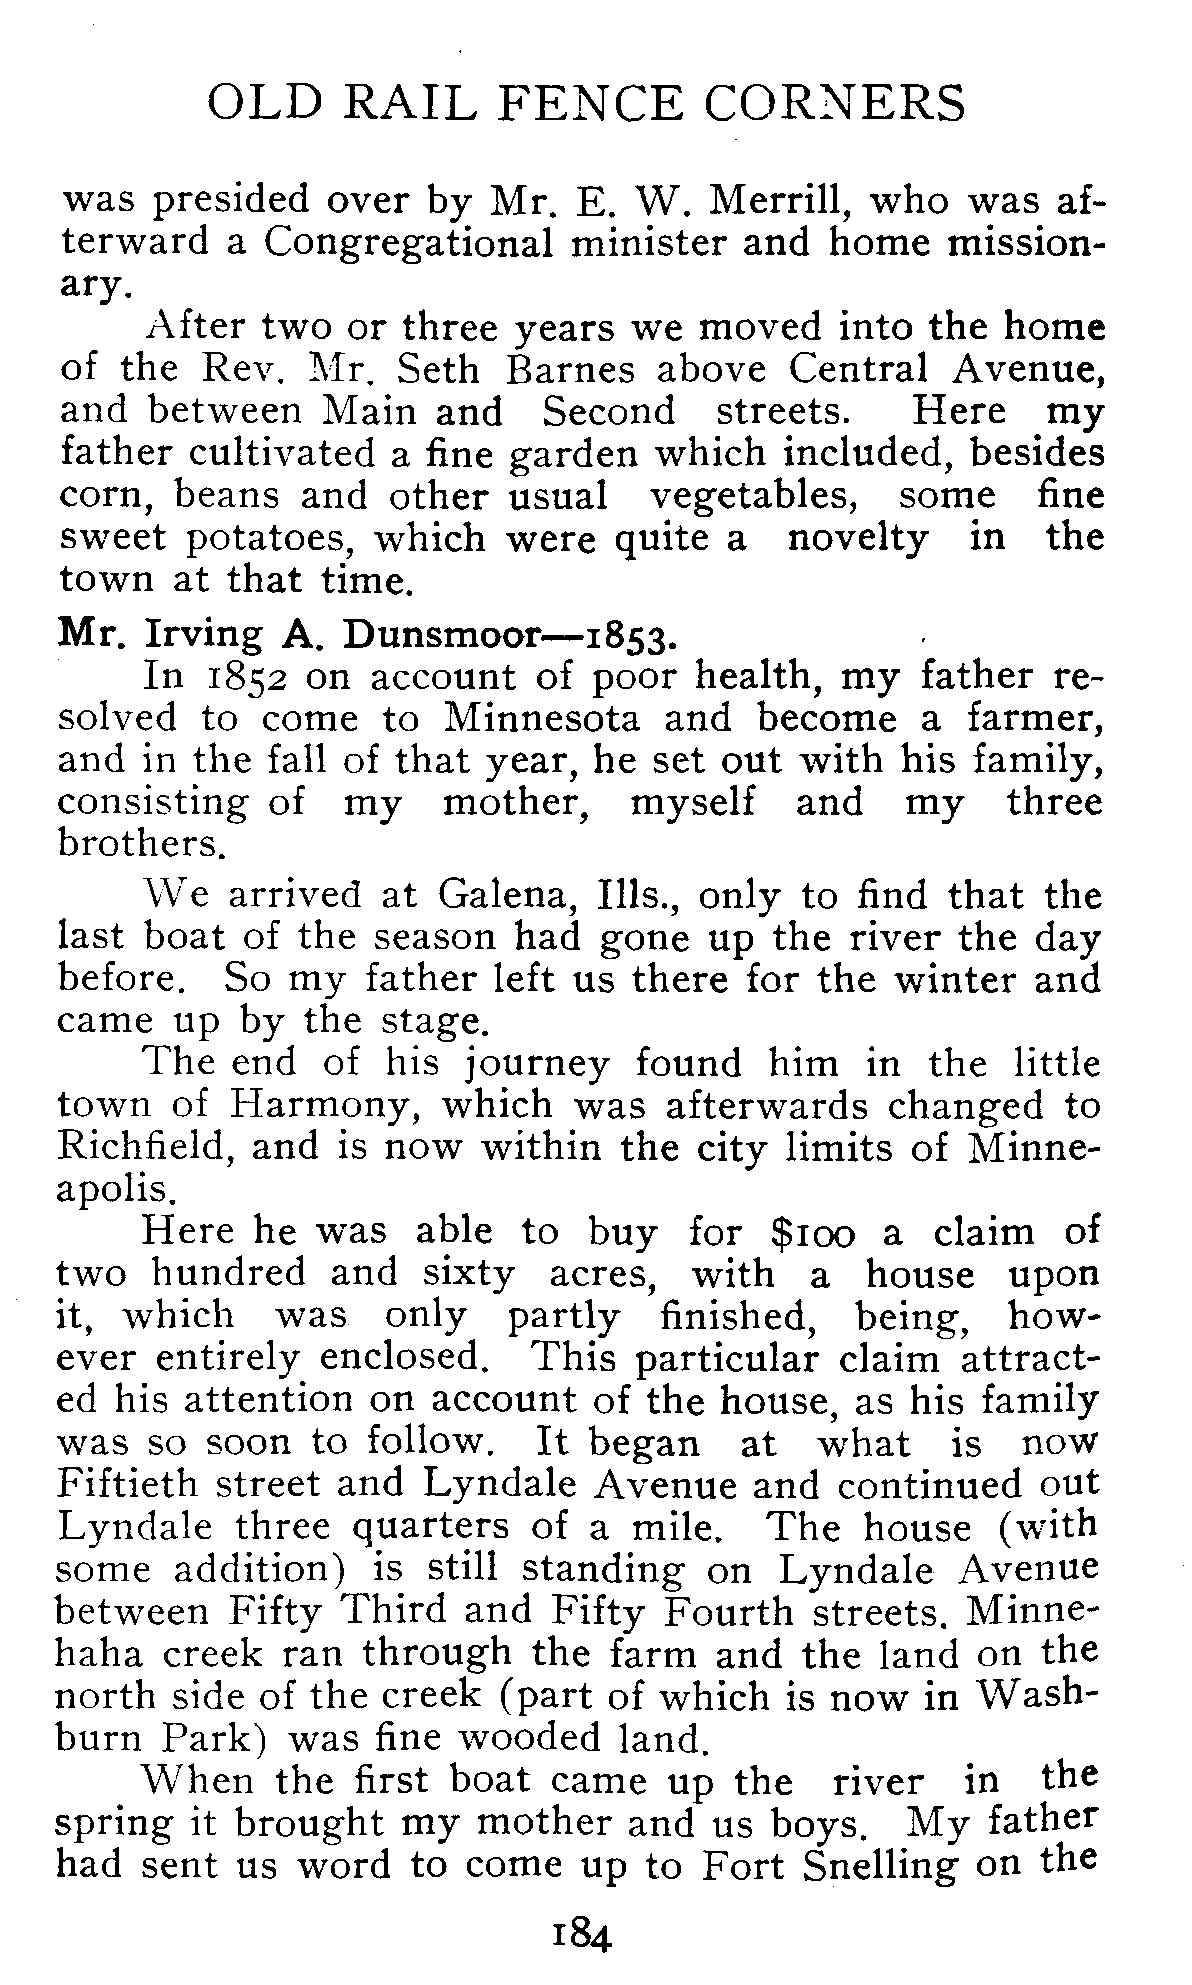 OLD RAIL FENCE CORNERS
was presided over by Mr. E. W. Merrill, who was af-
terward a Congregational minister and home mission-
ary.
After two or three years we moved into the home
of the Rev. Mr. Seth Barnes above Central Avenue,
and between Main and Second streets. Here my
father cultivated a fine garden which included, besides
corn, beans and other usual vegetables, some fine
sweet potatoes, which were quite a novelty in the
town at that time.
Mr. Irving A. Dunsmoor—1853.
In 1852 on account of poor health, my father re-
solved to come to Minnesota and become a farmer,
and in the fall of that year, he set out with his family,
consisting of my mother, myself and my three
brothers.
We arrived at Galena, Ills., only to find that the
last boat of the season had gone up the river the day
before. So my father left us there for the winter and
came up by the stage.
The end of his journey found him in the little
town of Harmony, which was afterwards changed to
Richfield, and is now within the city limits of Minne-
apolis.
Here he was able to buy for $100 a claim of
two hundred and sixty acres, with a house upon
it, which was only partly finished, being, how-
ever entirely enclosed. This particular claim attract-
ed his attention on account of the house, as his family
was so soon to follow. It began at what is now
Fiftieth street and Lyndale Avenue and continued out
Lyndale three quarters of a mile. The house (with
some addition) is still standing on Lyndale Avenue
between Fifty Third and Fifty Fourth streets. Minne-
haha creek ran through the farm and the land on the
north side of the creek (part of which is now in Wash-
burn Park) was fine wooded land.
When the first boat came up the river in the
spring it brought my mother and us boys. My father
had sent us word to come up to Fort Snelling on the
184